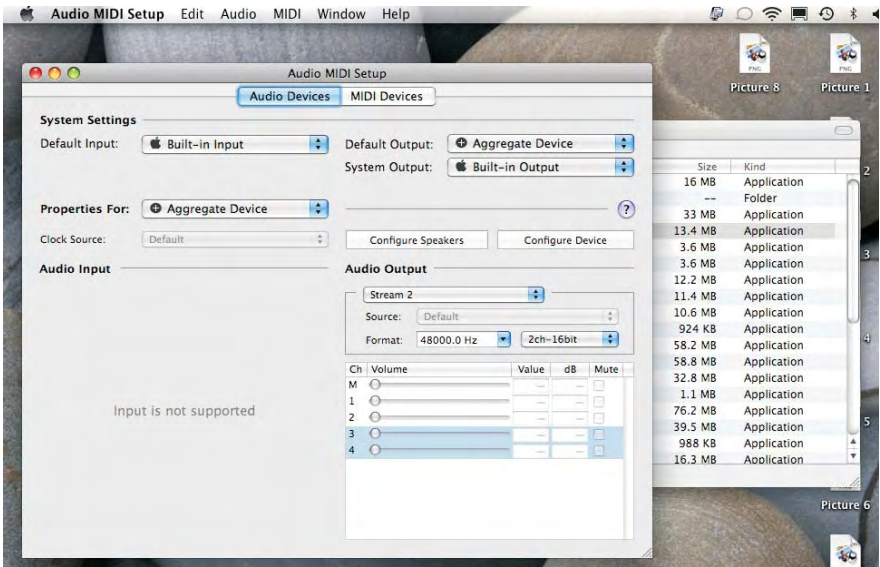 Audio MIDI Setup Edit Audio MIDI Window Help
Audio MIDI Setup
Audio Devices MIDI Devices
System Settings
Default Input: Built-in Input
Default Output: Aggregate Device
System Output: Built-in Output
Properties For: Aggregate Device
?
Clock Source: Default
Configure Speakers Configure Device
Audio Input
Audio Output
Stream 2
Source: Default
Format: 48000.0 Hz 2ch-16bit
Ch Volume Value dB Mute
M
1
2
3
4
Input is not supported
Size Kind
16 MB Application
-- Folder
33 MB Application
13.4 MB Application
3.6 MB Application
3.6 MB Application
12.2 MB Application
11.4 MB Application
10.6 MB Application
924 KB Application
58.2 MB Application
58.8 MB Application
32.8 MB Application
1.1 MB Application
76.2 MB Application
39.5 MB Application
988 KB Application
16.3 MB Application
PNG
Picture 8
PNG
Picture 1
2
3
4
5
Picture 6